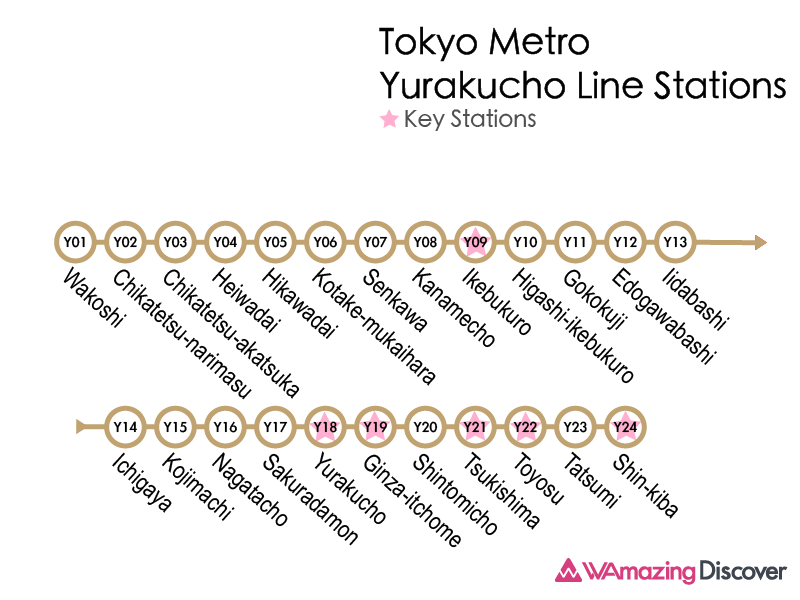 Tokyo Metro
Yurakucho Line Stations
Key Stations
Y01 Y02 Y03 Y04 Y05 Y06 Y07 Y08 Y09 Y10 Y11 Y12 Y13
Wakoshi
Chikatetsu-narimasu
Chikatetsu-akatsuka
Heiwadai
Hikawadai
Kotake-mukaihara
Senkawa
Kanamecho
Ikebukuro
Higashi-ikebukuro
Gokokuji
Edogawabashi
Iidabashi
Y14 Y15 Y16 Y17 Y18 Y19 Y20 Y21 Y22 Y23 Y24
Ichigaya
Kojimachi
Nagatacho
Sakuradamon
Yurakucho
Ginza-itchome
Shintomicho
Tsukishima
Toyosu
Tatsumi
Shin-kiba
WAmazing Discover